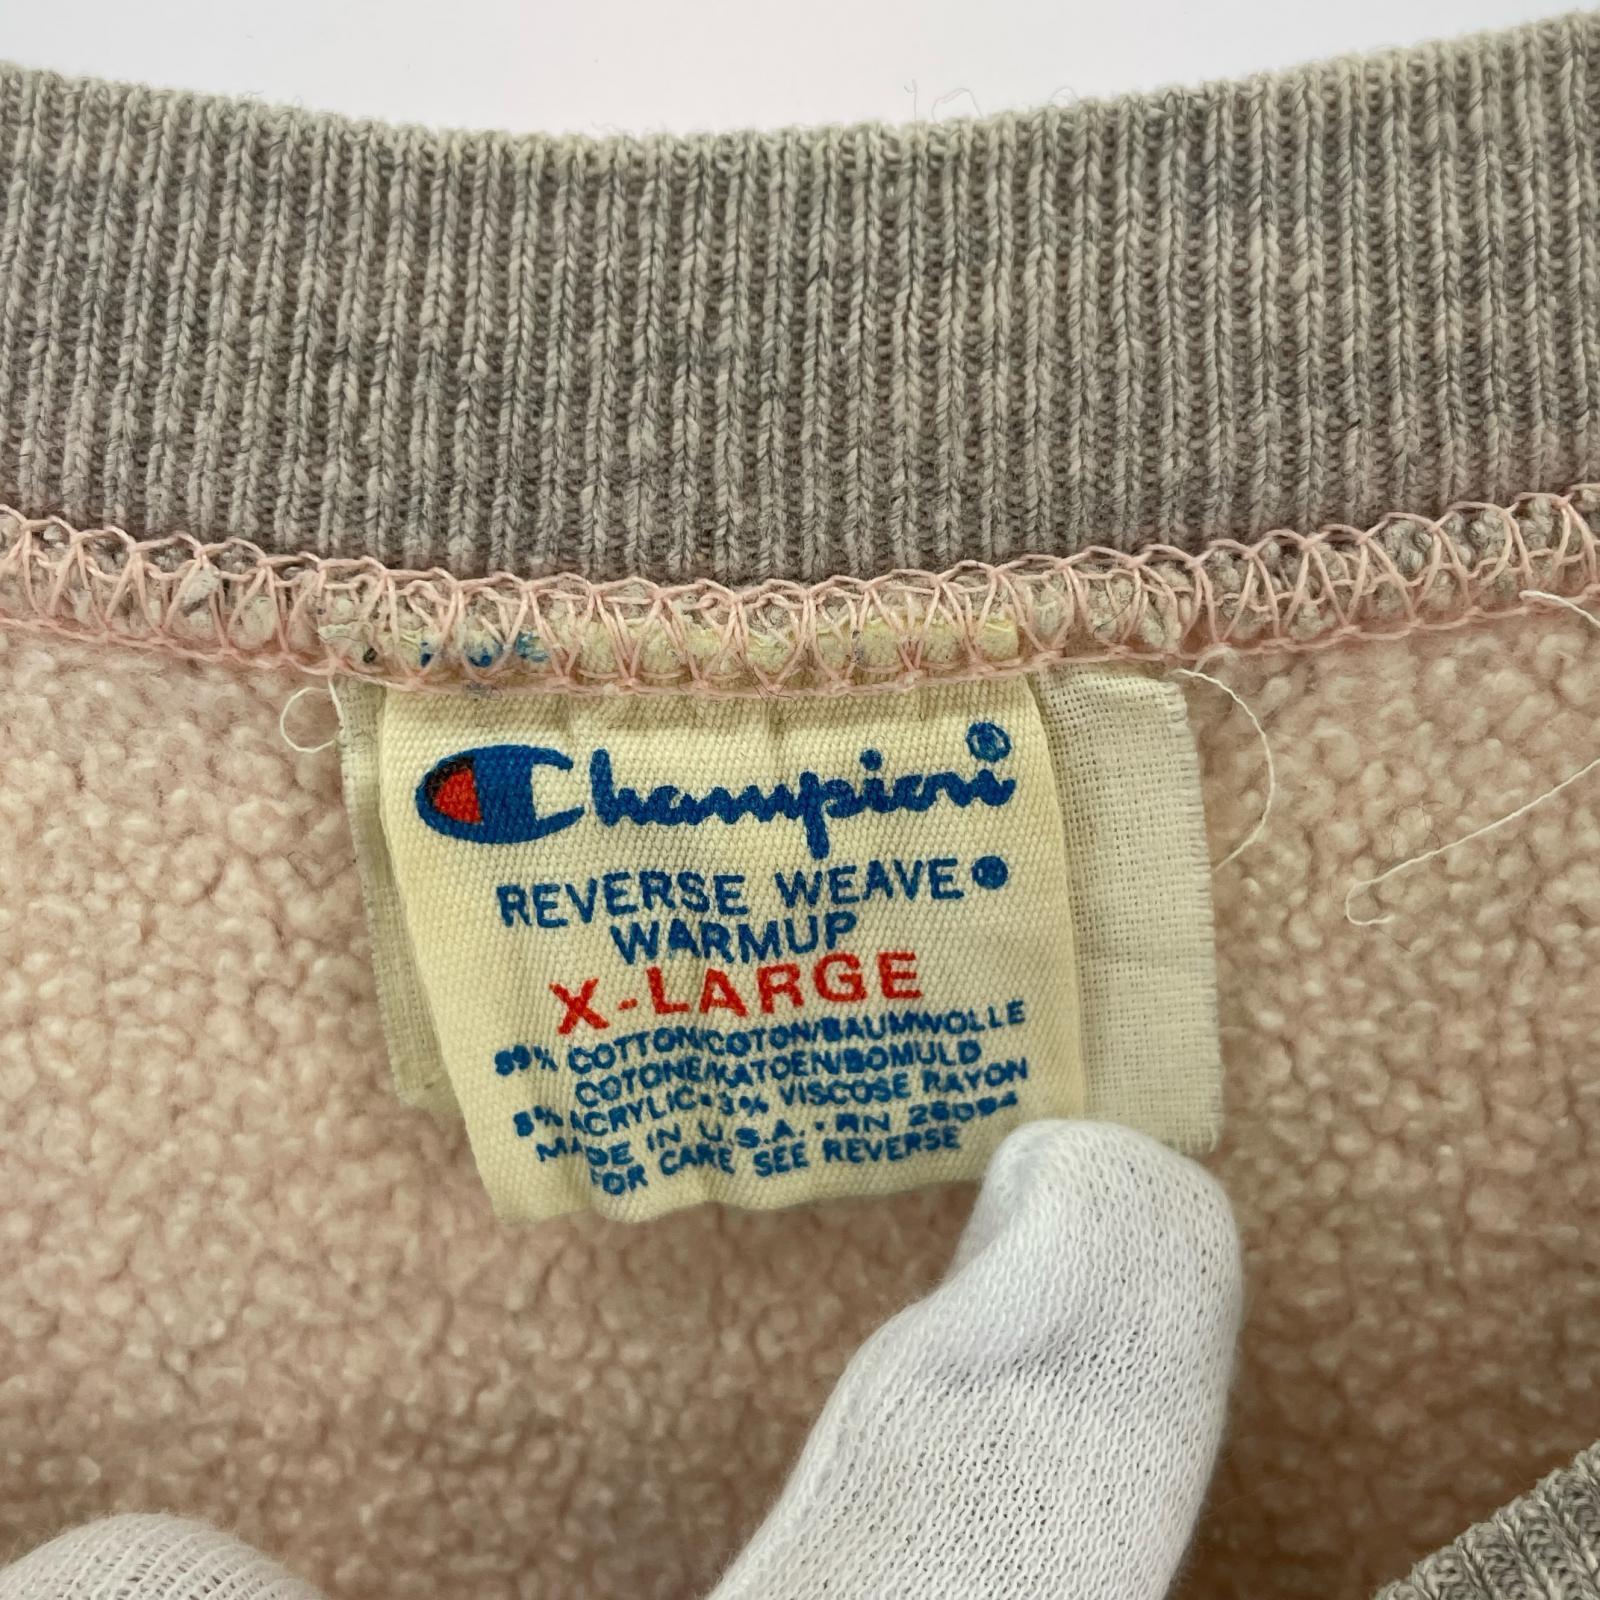 Champion®
REVERSE WEAVE®
WARMUP
X-LARGE
89% COTTON/COTON/BAUMWOLLE
COTONE/KATOEN/BOMULD
8% ACRYLIC•3% VISCOSE RAYON
MADE IN U.S.A.•RN 26094
FOR CARE SEE REVERSE